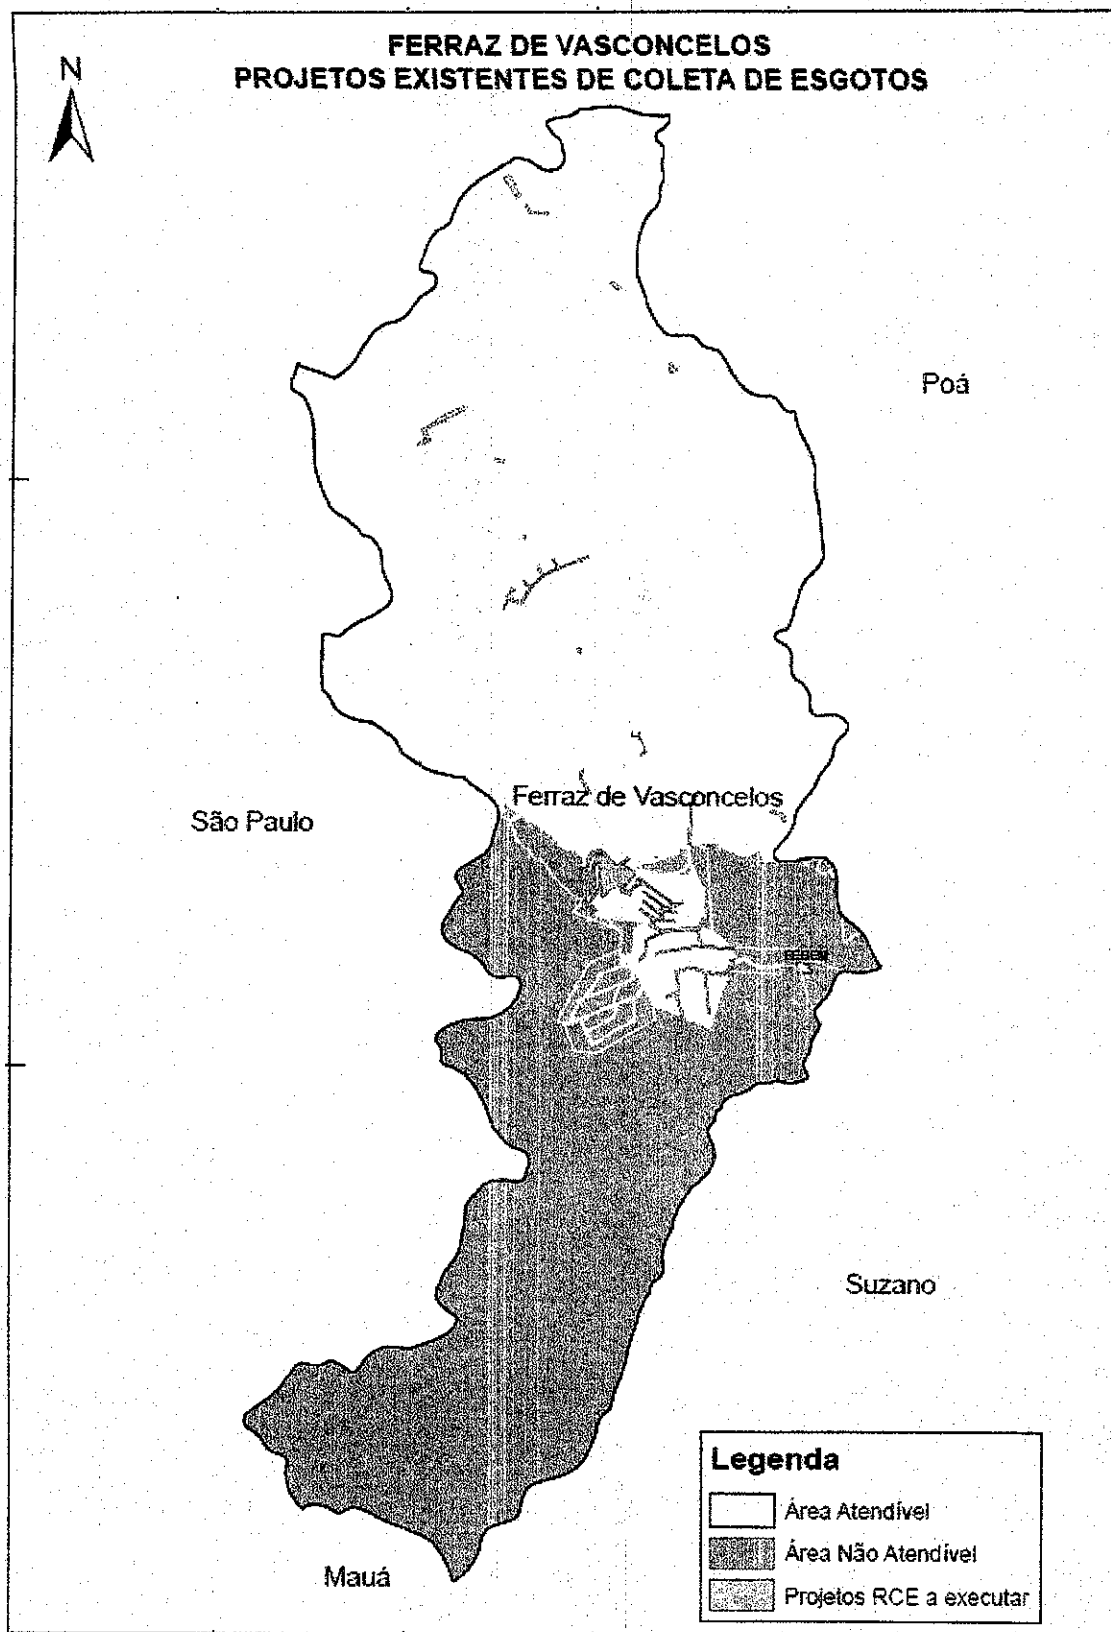 FERRAZ DE VASCONCELOS
PROJETOS EXISTENTES DE COLETA DE ESGOTOS
N
Poá
São Paulo
Ferraz de Vasconcelos
Suzano
Mauá
Legenda
Área Atendível
Área Não Atendível
Projetos RCE a executar